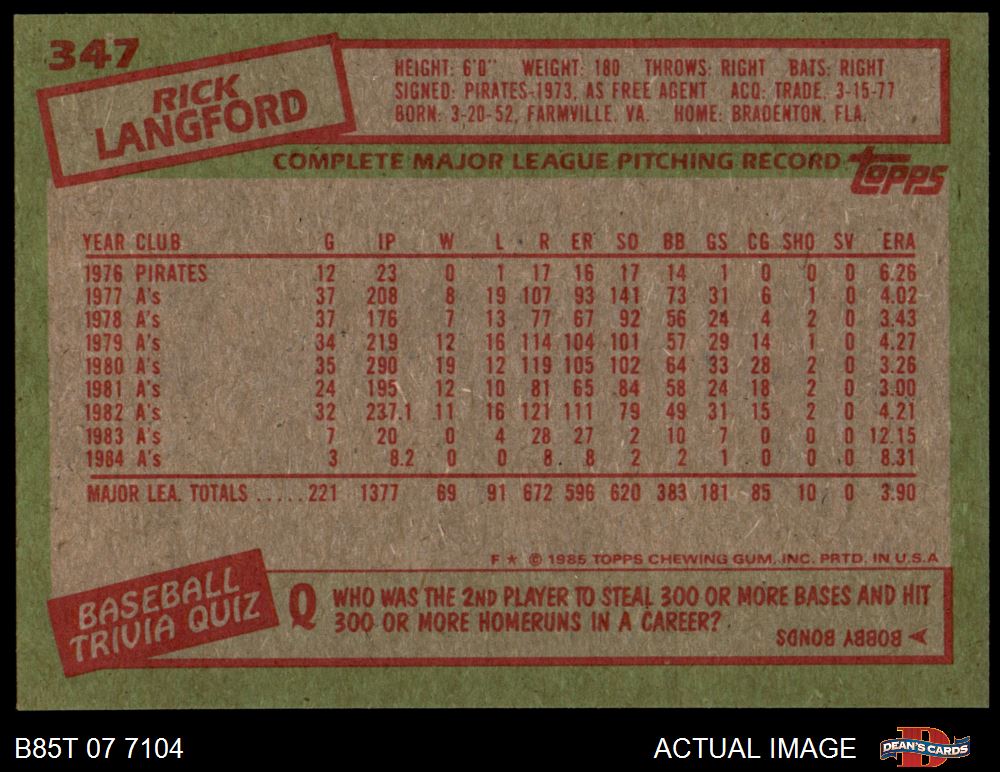 347
RICK
LANGFORD
HEIGHT: 6'0" WEIGHT: 180 THROWS: RIGHT BATS: RIGHT
SIGNED: PIRATES-1973, AS FREE AGENT ACQ: TRADE, 3-15-77
BORN: 3-20-52, FARMVILLE, VA. HOME: BRADENTON, FLA.
COMPLETE MAJOR LEAGUE PITCHING RECORD topps
YEAR CLUB G IP W L R ER SO BB GS CG SHO SV ERA
1976 PIRATES 12 23 0 1 17 16 17 14 1 0 0 0 6.26
1977 A's 37 208 8 19 107 93 141 73 31 6 1 0 4.02
1978 A's 37 176 7 13 77 67 92 56 24 4 2 0 3.43
1979 A's 34 219 12 16 114 104 101 57 29 14 1 0 4.27
1980 A's 35 290 19 12 119 105 102 64 33 28 2 0 3.26
1981 A's 24 195 12 10 81 65 84 58 24 18 2 0 3.00
1982 A's 32 237.1 11 16 121 111 79 49 31 15 2 0 4.21
1983 A's 7 20 0 4 28 27 2 10 7 0 0 0 12.15
1984 A's 3 8.2 0 0 8 8 2 2 1 0 0 0 8.31
MAJOR LEA. TOTALS .....221 1377 69 91 672 596 620 383 181 85 10 0 3.90
F * © 1985 TOPPS CHEWING GUM, INC. PRTD. IN U.S.A
BASEBALL
TRIVIA QUIZ
Q WHO WAS THE 2ND PLAYER TO STEAL 300 OR MORE BASES AND HIT
300 OR MORE HOMERUNS IN A CAREER?
BOBBY BONDS
B85T 07 7104
ACTUAL IMAGE
D
DEAN'S CARDS